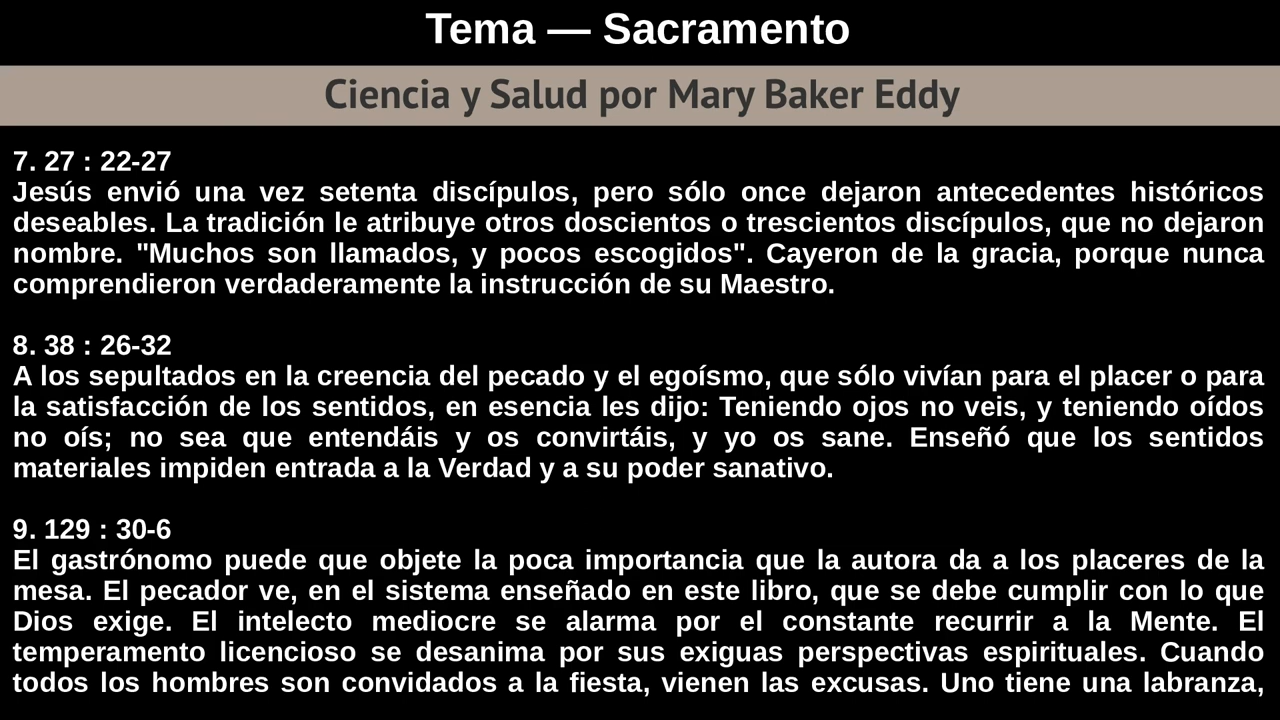 Tema — Sacramento
Ciencia y Salud por Mary Baker Eddy
7. 27 : 22-27
Jesús envió una vez setenta discípulos, pero sólo once dejaron antecedentes históricos
deseables. La tradición le atribuye otros doscientos o trescientos discípulos, que no dejaron
nombre. "Muchos son llamados, y pocos escogidos". Cayeron de la gracia, porque nunca
comprendieron verdaderamente la instrucción de su Maestro.
8. 38 : 26-32
A los sepultados en la creencia del pecado y el egoísmo, que sólo vivían para el placer o para
la satisfacción de los sentidos, en esencia les dijo: Teniendo ojos no veis, y teniendo oídos
no oís; no sea que entendáis y os convirtáis, y yo os sane. Enseñó que los sentidos
materiales impiden entrada a la Verdad y a su poder sanativo.
9. 129 : 30-6
El gastrónomo puede que objete la poca importancia que la autora da a los placeres de la
mesa. El pecador ve, en el sistema enseñado en este libro, que se debe cumplir con lo que
Dios exige. El intelecto mediocre se alarma por el constante recurrir a la Mente. El
temperamento licencioso se desanima por sus exiguas perspectivas espirituales. Cuando
todos los hombres son convidados a la fiesta, vienen las excusas. Uno tiene una labranza,